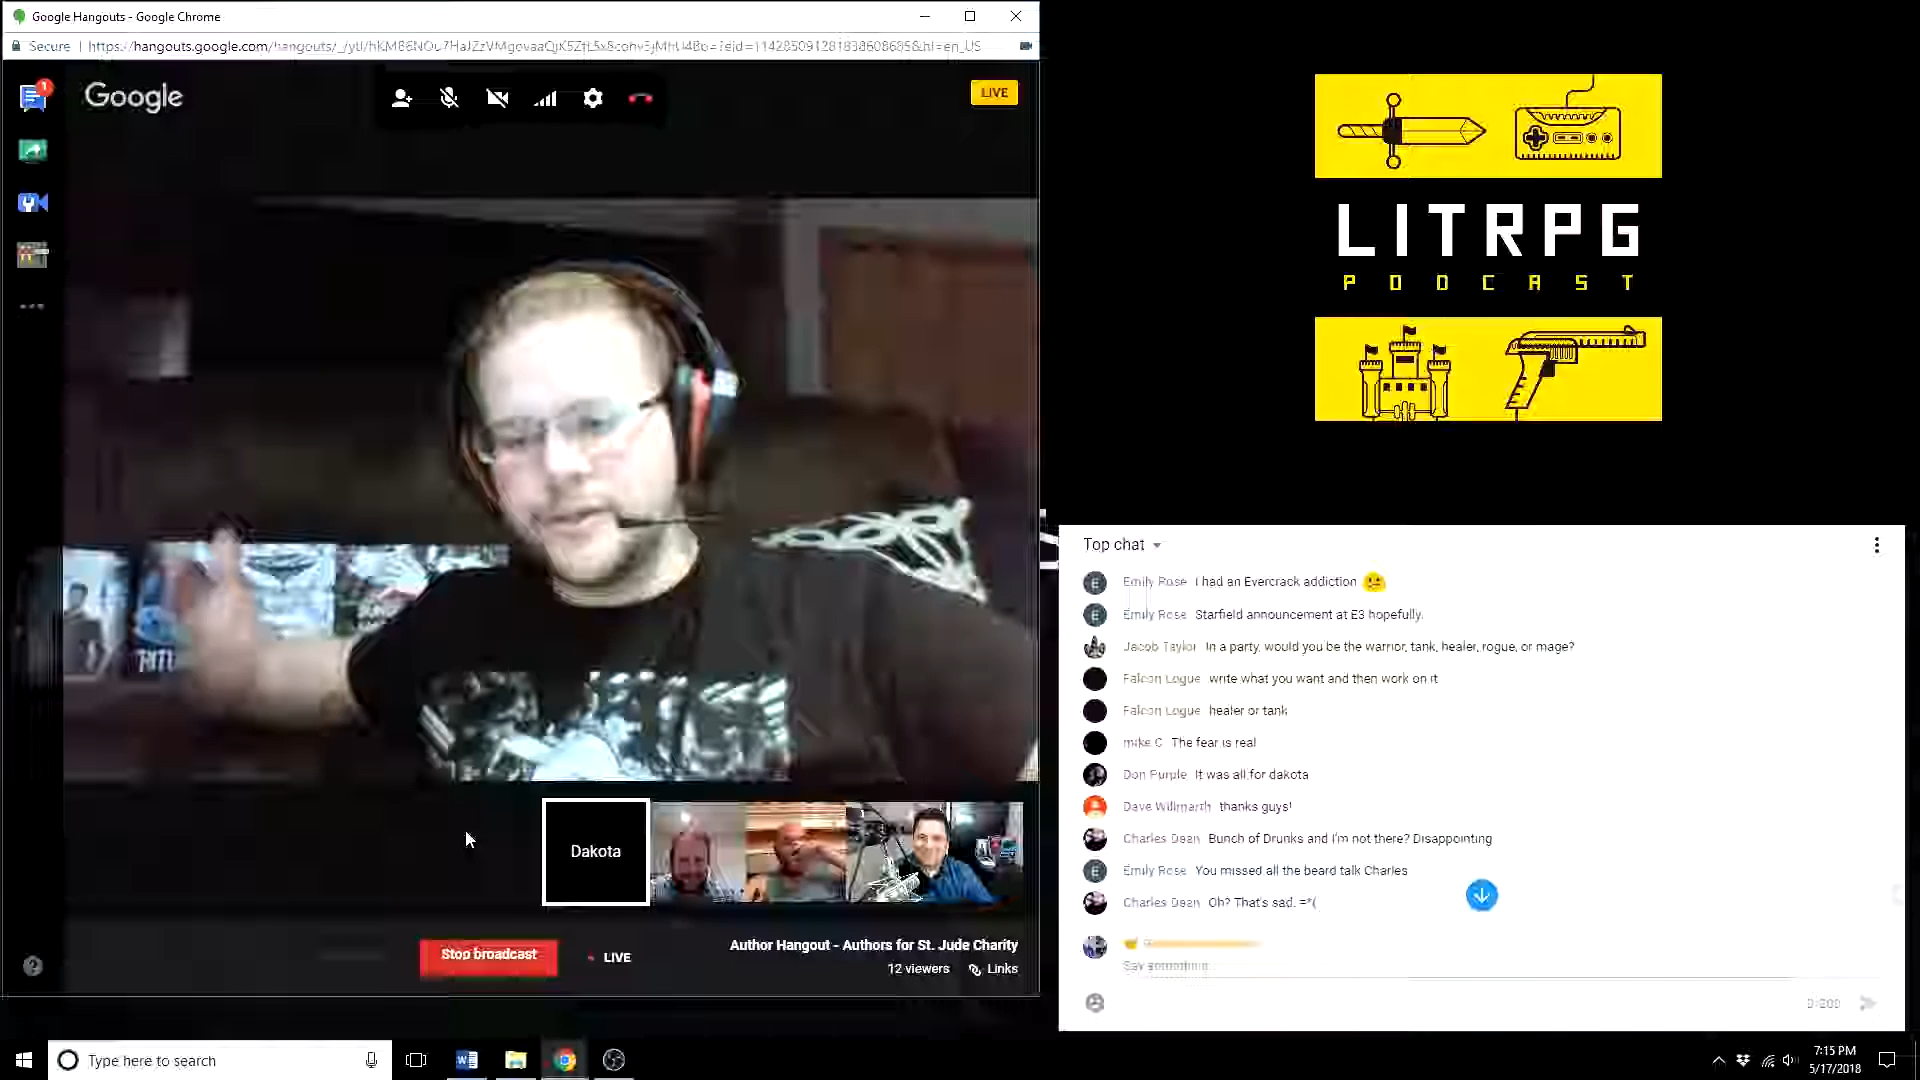 Google Hangouts - Google Chrome
Secure
Google
LIVE
1
Dakota
Stop broadcast
LIVE
Author Hangout - Authors for St. Jude Charity
12 viewers
Links
LITRPG
PODCAST
Top chat
Emily Rose I had an Evercrack addiction
Emily Rose Starfield announcement at E3 hopefully.
Jacob Taylor In a party, would you be the warrior, tank, healer, rogue, or mage?
Falcon Logue write what you want and then work on it
Falcon Logue healer or tank
mike C The fear is real
Don Purple It was all for dakota
Dave Willmarth thanks guys!
Charles Dean Bunch of Drunks and I'm not there? Disappointing
Emily Rose You missed all the beard talk Charles
Charles Dean Oh? That's sad. =*(
Say something...
0/200
Type here to search
7:15 PM
5/17/2018